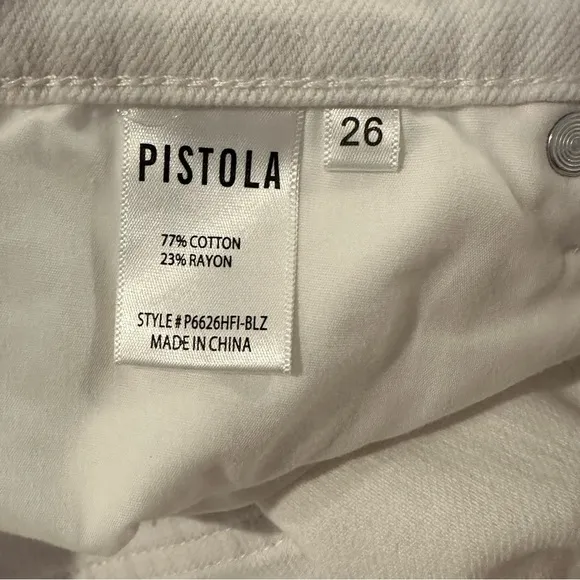 PISTOLA
26
77% COTTON
23% RAYON
STYLE # P6626HFI-BLZ
MADE IN CHINA